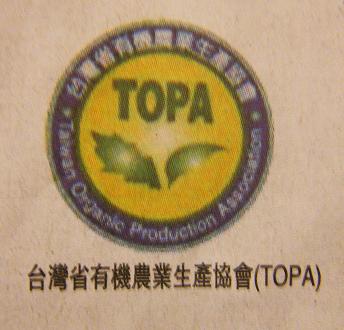 台灣省有機農業生產協會
TOPA
Taiwan Organic Production Association
台灣省有機農業生產協會(TOPA)